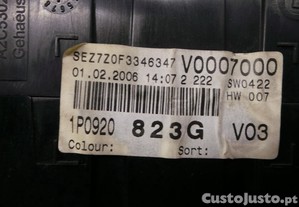 SEZ7Z0F3346347 V0007000
01.02.2006 14:07 2 222 SW0422
HW 007
1P0920 823G V03
Colour: Sort:
CustoJusto.pt